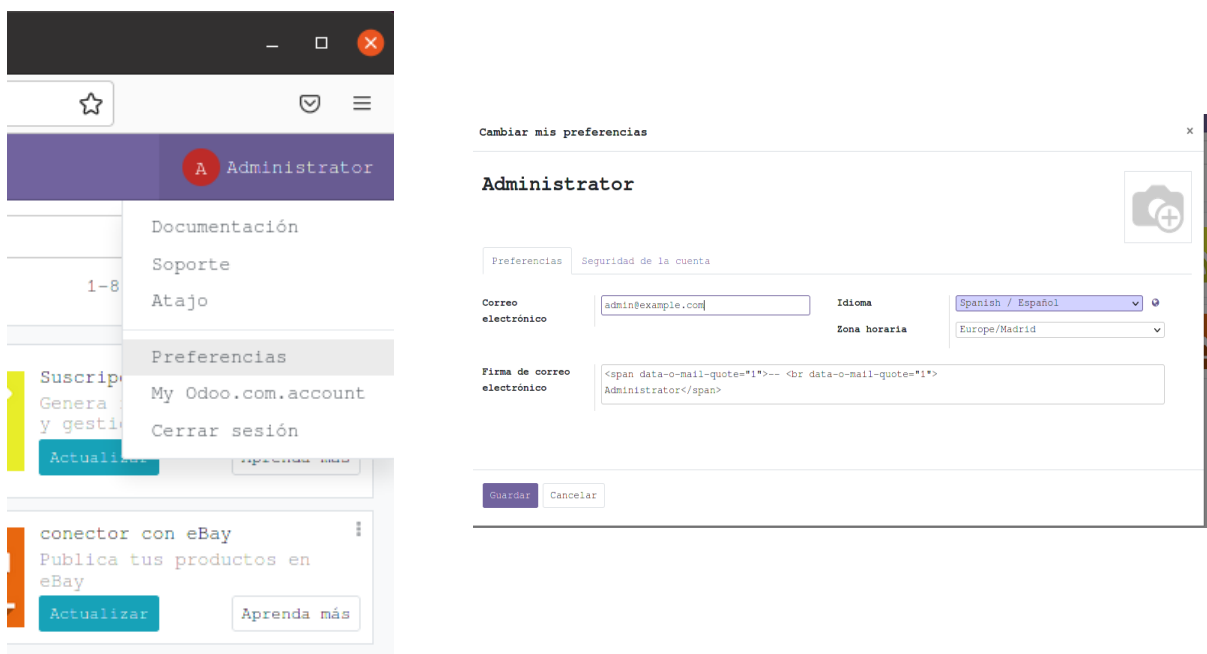 A Administrator
Documentación
Soporte
1-8
Atajo
Preferencias
My Odoo.com.account
Cerrar sesión
Genera
y
Actualizar
Aprenda más
conector con eBay
Publica tus productos en
eBay
Actualizar
Aprenda más
Cambiar mis preferencias
×
Administrator
Preferencias
Seguridad de la cuenta
Correo
electrónico
admin@example.com
Idioma
Spanish / Español
Zona horaria
Europe/Madrid
Firma de correo
electrónico
<span data-o-mail-quote="1">-- <br data-o-mail-quote="1">
Administrator</span>
Guardar
Cancelar